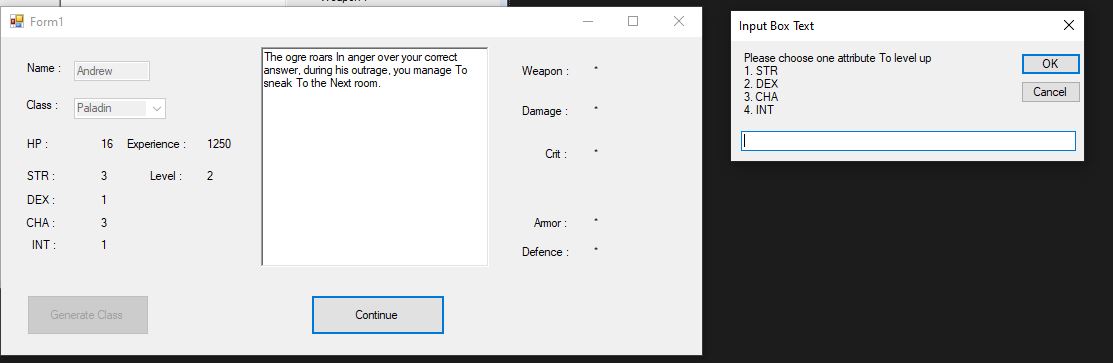 Form1
Name :
Andrew
Class :
Paladin
HP : 16 Experience : 1250
STR : 3 Level : 2
DEX : 1
CHA : 3
INT : 1
Generate Class
The ogre roars In anger over your correct
answer, during his outrage, you manage To
sneak To the Next room.
Continue
Weapon : *
Damage : *
Crit : *
Armor : *
Defence : *
Input Box Text
Please choose one attribute To level up
1. STR
2. DEX
3. CHA
4. INT
OK
Cancel